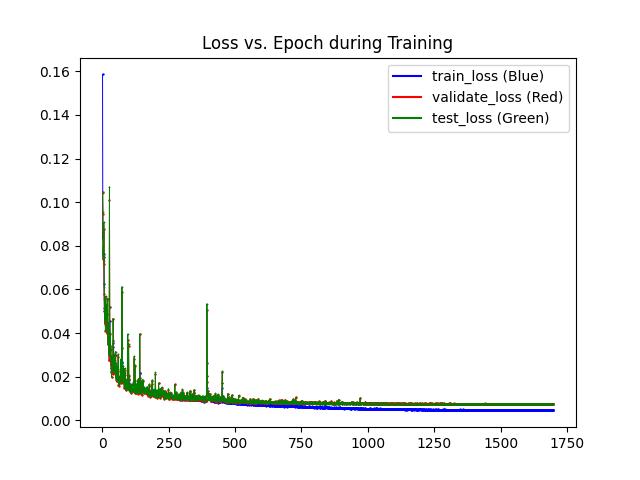 Loss vs. Epoch during Training
0.16
0.14
0.12
0.10
0.08
0.06
0.04
0.02
0.00
train_loss (Blue)
validate_loss (Red)
test_loss (Green)
0 250 500 750 1000 1250 1500 1750